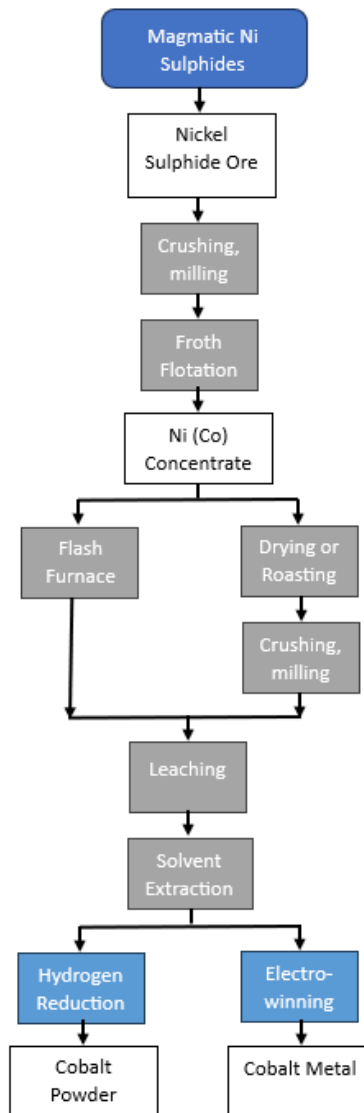 Magmatic Ni
Sulphides
Nickel
Sulphide Ore
Crushing,
milling
Froth
Flotation
Ni (Co)
Concentrate
Flash
Furnace
Drying or
Roasting
Crushing,
milling
Leaching
Solvent
Extraction
Hydrogen
Reduction
Electro-
winning
Cobalt
Powder
Cobalt Metal